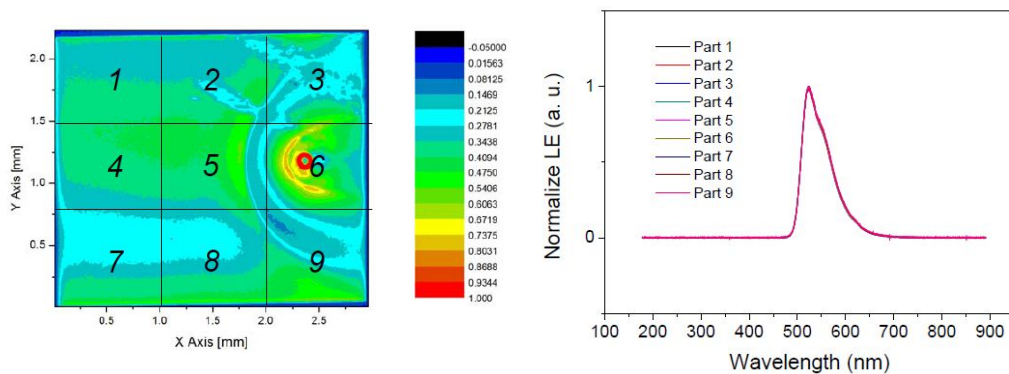 2.0
1.5
1.0
0.5
Y Axis [mm]
1
2
3
4
5
6
7
8
9
0.5
1.0
1.5
2.0
2.5
X Axis [mm]
-0.05000
0.01563
0.08125
0.1469
0.2125
0.2781
0.3438
0.4094
0.5406
0.6063
0.6719
0.7375
0.8031
0.8688
0.9344
1.000
Normalize LE (a. u.)
1
0
Part 1
Part 2
Part 3
Part 4
Part 5
Part 6
Part 7
Part 8
Part 9
100 200 300 400 500 600 700 800 900
Wavelength (nm)